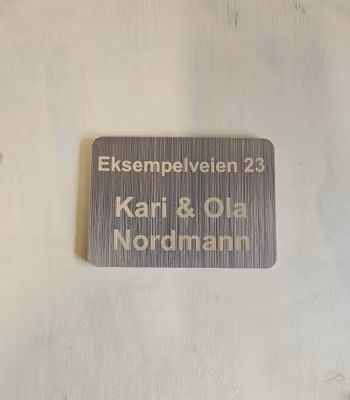 Eksempelveien 23
Kari & Ola
Nordmann